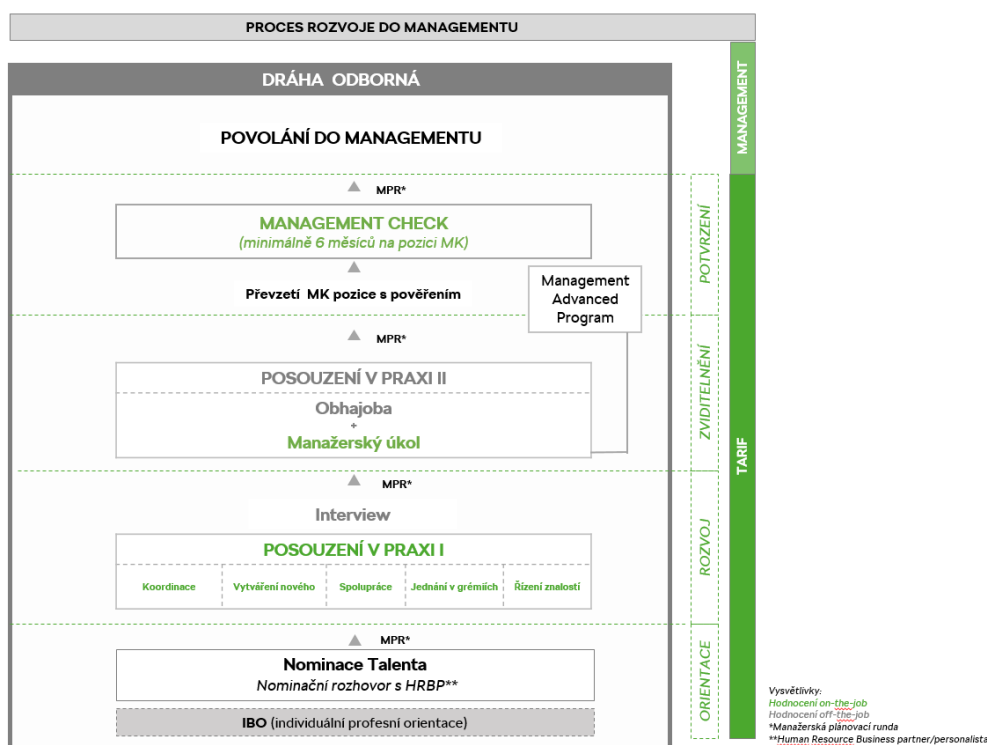 PROCES ROZVOJE DO MANAGEMENTU
MANAGEMENT
DRÁHA ODBORNÁ
POVOLÁNÍ DO MANAGEMENTU
MPR*
MANAGEMENT CHECK
(minimálně 6 měsíců na pozici MK)
POTVRZENÍ
Převzetí MK pozice s pověřením
Management
Advanced
Program
MPR*
POSOUZENÍ V PRAXI II
Obhajoba
+
Manažerský úkol
ZVIDITELNĚNÍ
TARIF
MPR*
Interview
POSOUZENÍ V PRAXI I
Koordinace
Vytváření nového
Spolupráce
Jednání v grémiích
Řízení znalostí
ROZVOJ
MPR*
Nominace Talenta
Nominační rozhovor s HRBP**
IBO (individuální profesní orientace)
ORIENTACE
Vysvětlivky:
Hodnocení on-the-job
Hodnocení off-the-job
*Manažerská plánovací runda
**Human Resource Business partner/personalista